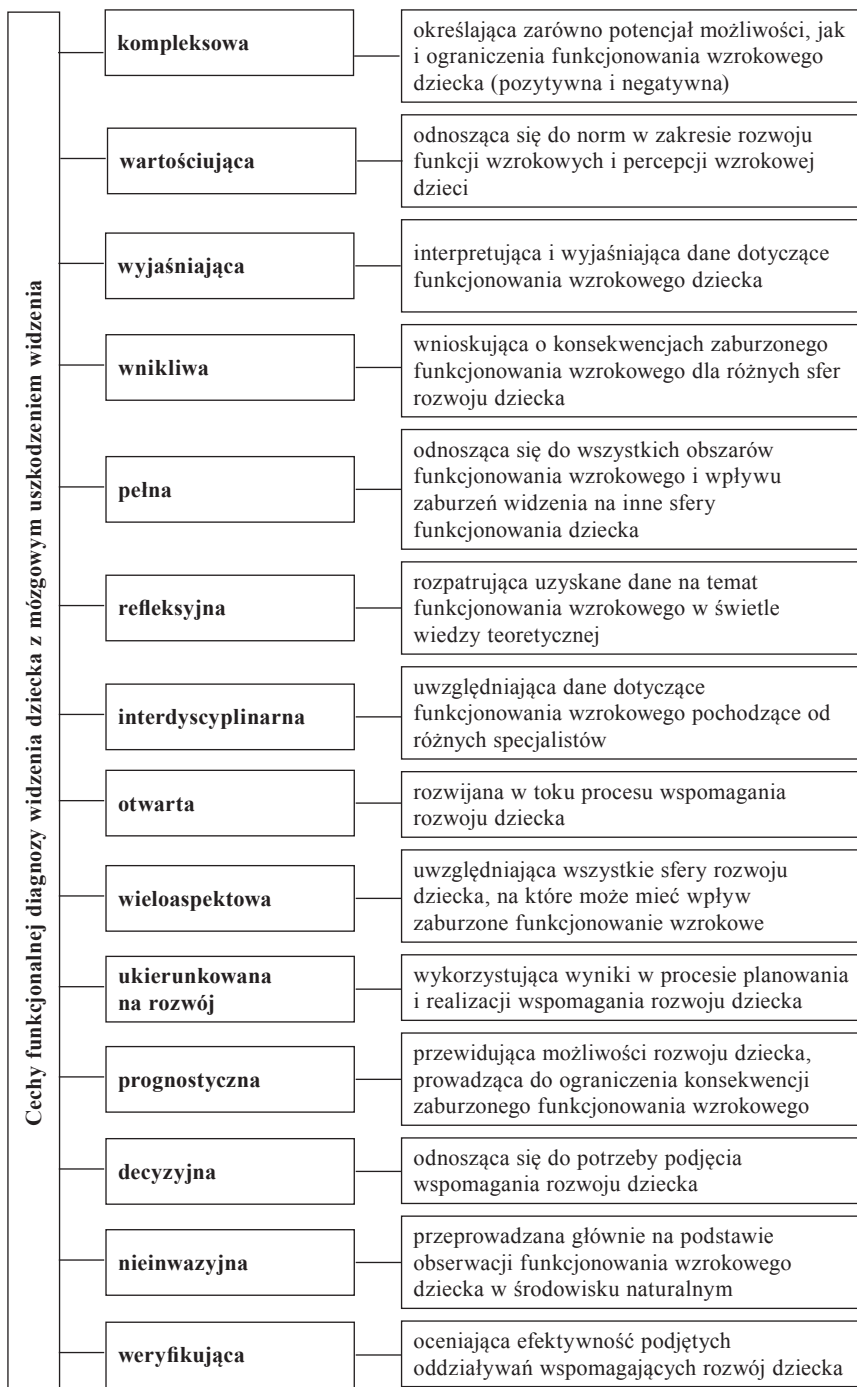 Cechy funkcjonalnej diagnozy widzenia dziecka z mózgowym uszkodzeniem widzenia
kompleksowa
określająca zarówno potencjał możliwości, jak
i ograniczenia funkcjonowania wzrokowego
dziecka (pozytywna i negatywna)
wartościująca
odnosząca się do norm w zakresie rozwoju
funkcji wzrokowych i percepcji wzrokowej
dzieci
wyjaśniająca
interpretująca i wyjaśniająca dane dotyczące
funkcjonowania wzrokowego dziecka
wnikliwa
wnioskująca o konsekwencjach zaburzonego
funkcjonowania wzrokowego dla różnych sfer
rozwoju dziecka
pełna
odnosząca się do wszystkich obszarów
funkcjonowania wzrokowego i wpływu
zaburzeń widzenia na inne sfery
funkcjonowania dziecka
refleksyjna
rozpatrująca uzyskane dane na temat
funkcjonowania wzrokowego w świetle
wiedzy teoretycznej
interdyscyplinarna
uwzględniająca dane dotyczące
funkcjonowania wzrokowego pochodzące od
różnych specjalistów
otwarta
rozwijana w toku procesu wspomagania
rozwoju dziecka
wieloaspektowa
uwzględniająca wszystkie sfery rozwoju
dziecka, na które może mieć wpływ
zaburzone funkcjonowanie wzrokowe
ukierunkowana
na rozwój
wykorzystująca wyniki w procesie planowania
i realizacji wspomagania rozwoju dziecka
prognostyczna
przewidująca możliwości rozwoju dziecka,
prowadząca do ograniczenia konsekwencji
zaburzonego funkcjonowania wzrokowego
decyzyjna
odnosząca się do potrzeby podjęcia
wspomagania rozwoju dziecka
nieinwazyjna
przeprowadzana głównie na podstawie
obserwacji funkcjonowania wzrokowego
dziecka w środowisku naturalnym
weryfikująca
oceniająca efektywność podjętych
oddziaływań wspomagających rozwój dziecka